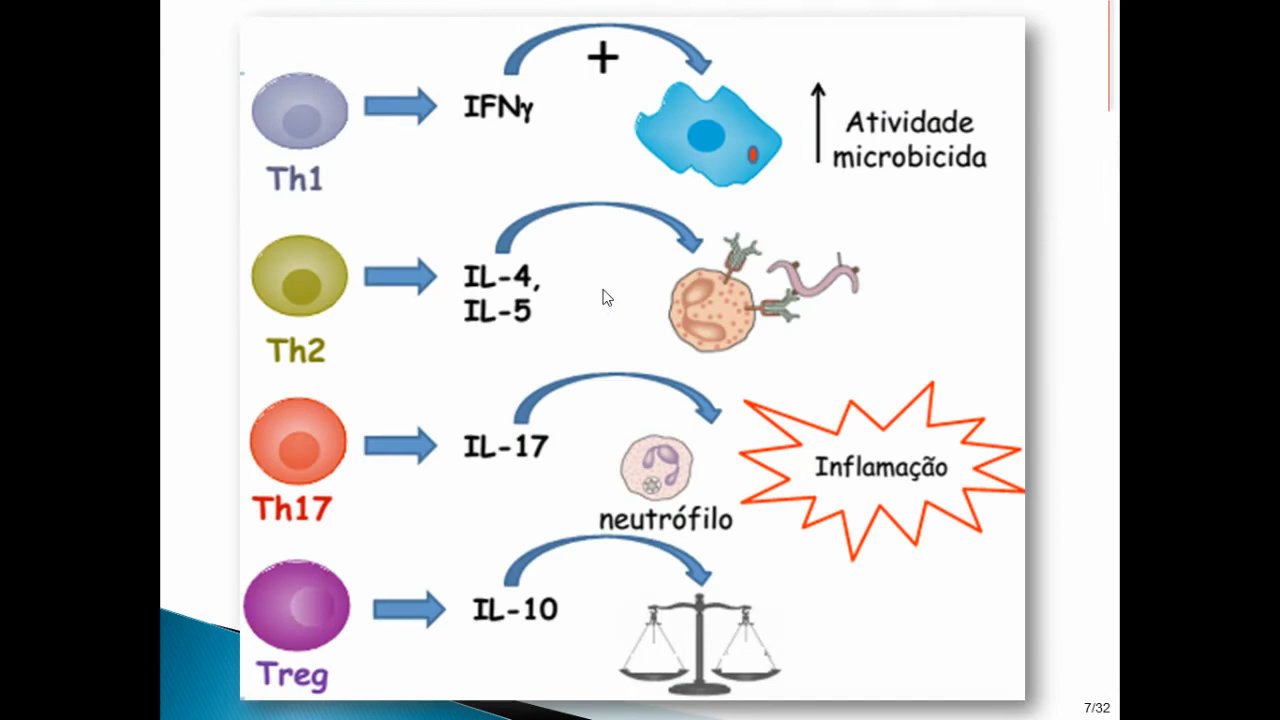 +
IFNγ
Atividade
microbicida
Th1
IL-4,
IL-5
Th2
IL-17
Inflamação
Th17
neutrófilo
IL-10
Treg
7/32